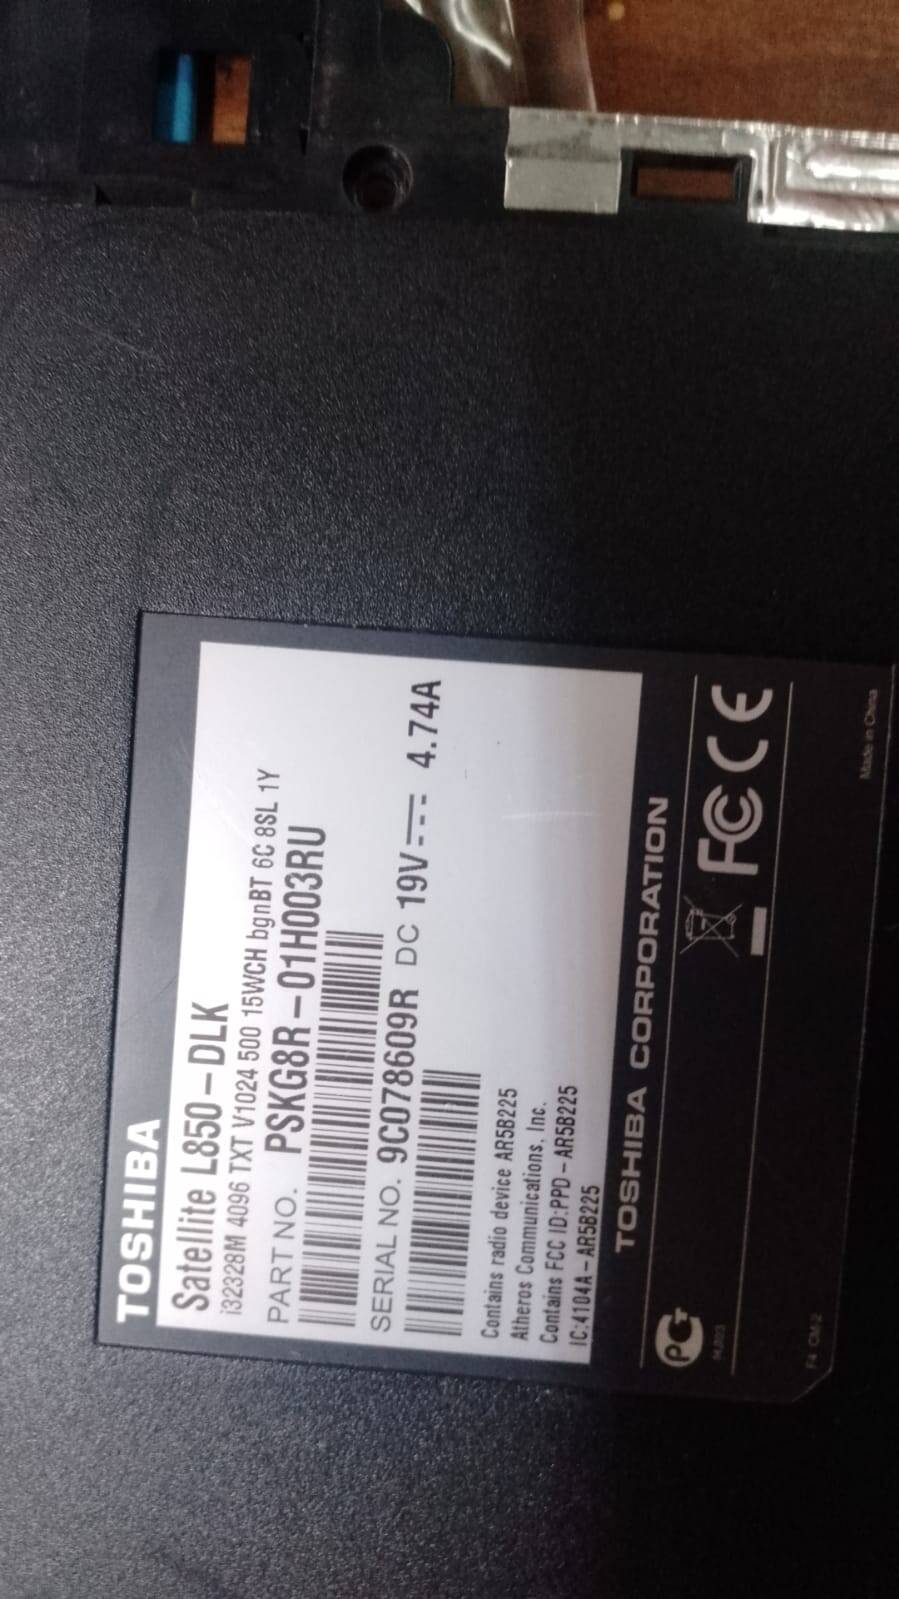 TOSHIBA
Satellite L850-DLK
i32328M 4096 TXT V1024 500 15WCH bgnBT 6C 8SL 1Y
PART NO. PSKG8R-01H003RU
SERIAL NO. 9C078609R DC 19V 4.74A
Contains radio device AR5B225
Atheros Communications, Inc.
Contains FCC ID:PPD-AR5B225
IC:4104A-AR5B225
TOSHIBA CORPORATION
FC CE
Made in China